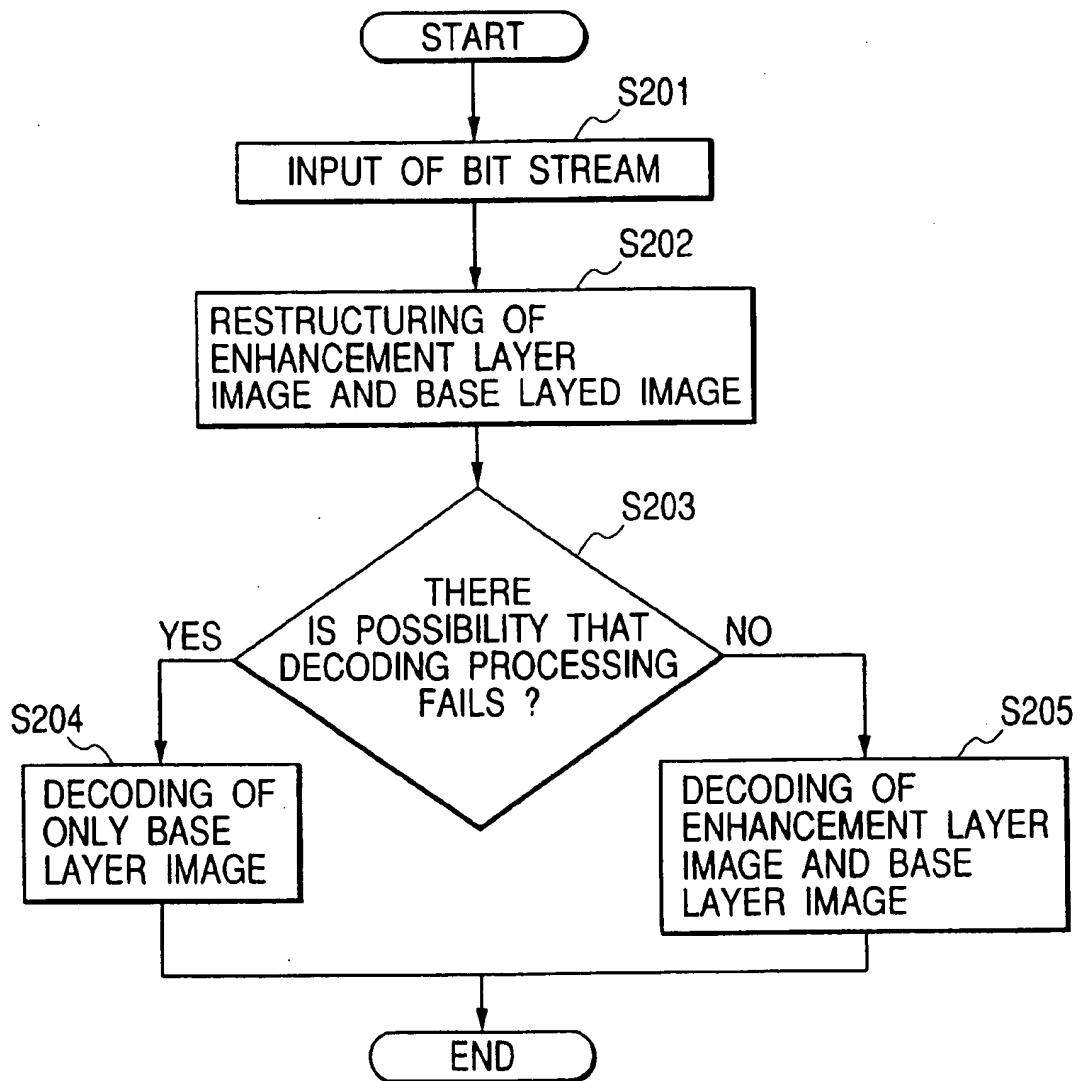 START
S201
INPUT OF BIT STREAM
S202
RESTRUCTURING OF
ENHANCEMENT LAYER
IMAGE AND BASE LAYED IMAGE
S203
THERE
IS POSSIBILITY THAT
DECODING PROCESSING
FAILS ?
YES
NO
S204
DECODING OF
ONLY BASE
LAYER IMAGE
S205
DECODING OF
ENHANCEMENT LAYER
IMAGE AND BASE
LAYER IMAGE
END